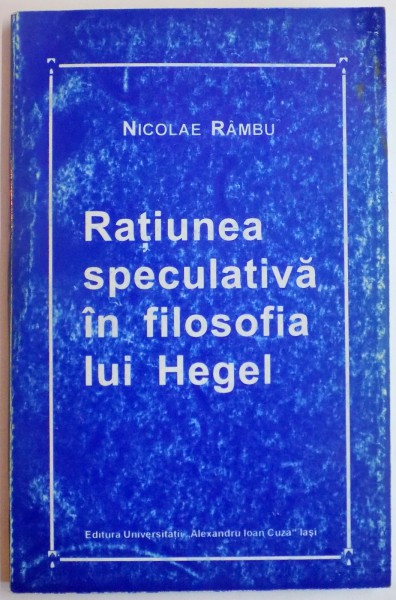 NICOLAE RÂMBU
Rațiunea
speculativă
în filosofia
lui Hegel
Editura Universității „Alexandru Ioan Cuza” Iași